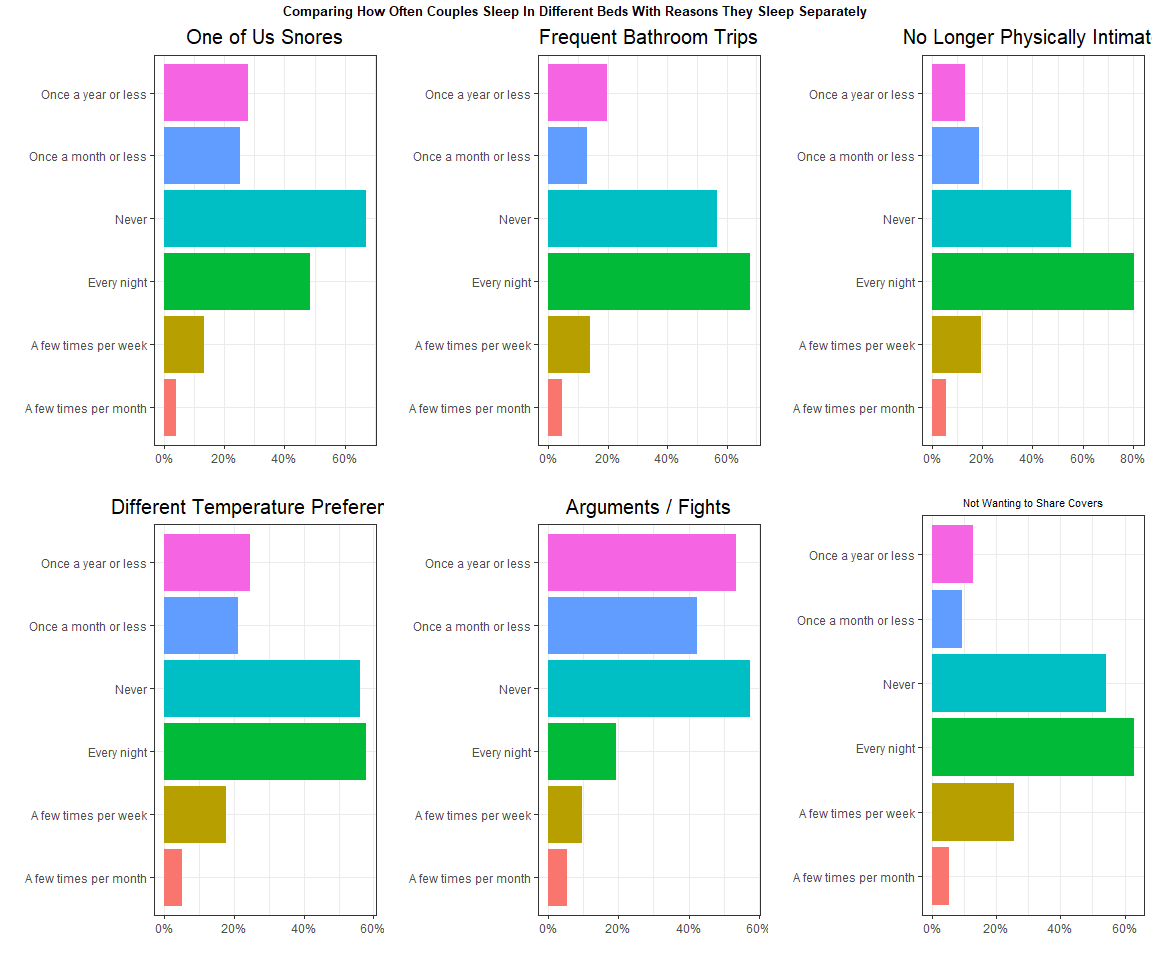 Comparing How Often Couples Sleep In Different Beds With Reasons They Sleep Separately
One of Us Snores
Once a year or less
Once a month or less
Never
Every night
A few times per week
A few times per month
0% 20% 40% 60%
Frequent Bathroom Trips
Once a year or less
Once a month or less
Never
Every night
A few times per week
A few times per month
0% 20% 40% 60%
No Longer Physically Intimat
Once a year or less
Once a month or less
Never
Every night
A few times per week
A few times per month
0% 20% 40% 60% 80%
Different Temperature Preferen
Once a year or less
Once a month or less
Never
Every night
A few times per week
A few times per month
0% 20% 40% 60%
Arguments / Fights
Once a year or less
Once a month or less
Never
Every night
A few times per week
A few times per month
0% 20% 40% 60%
Not Wanting to Share Covers
Once a year or less
Once a month or less
Never
Every night
A few times per week
A few times per month
0% 20% 40% 60%